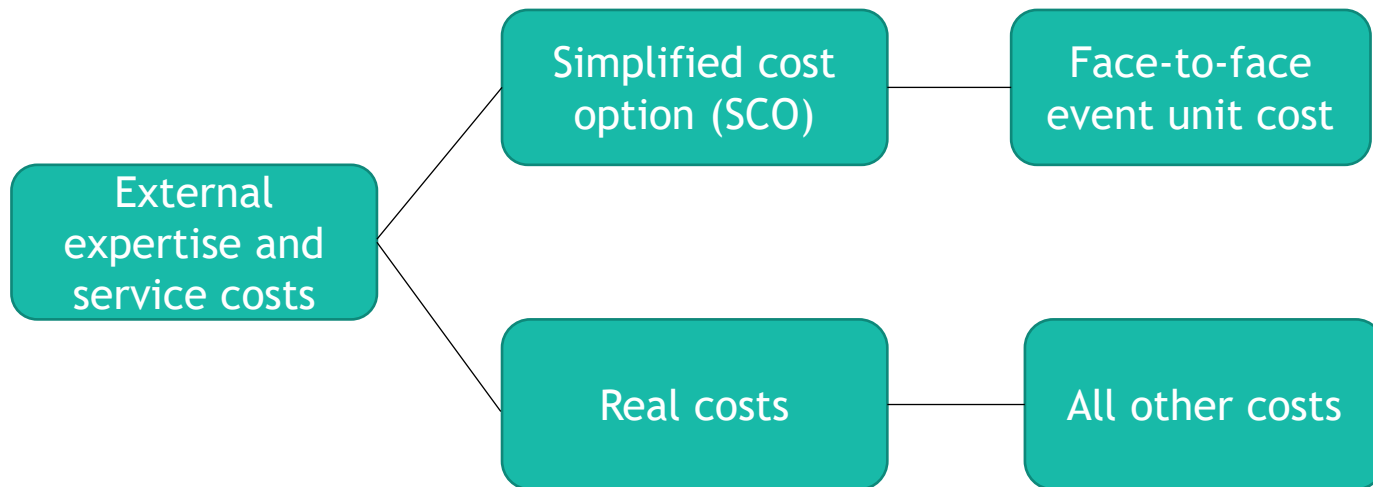 External
expertise and
service costs
Simplified cost
option (SCO)
Face-to-face
event unit cost
Real costs
All other costs